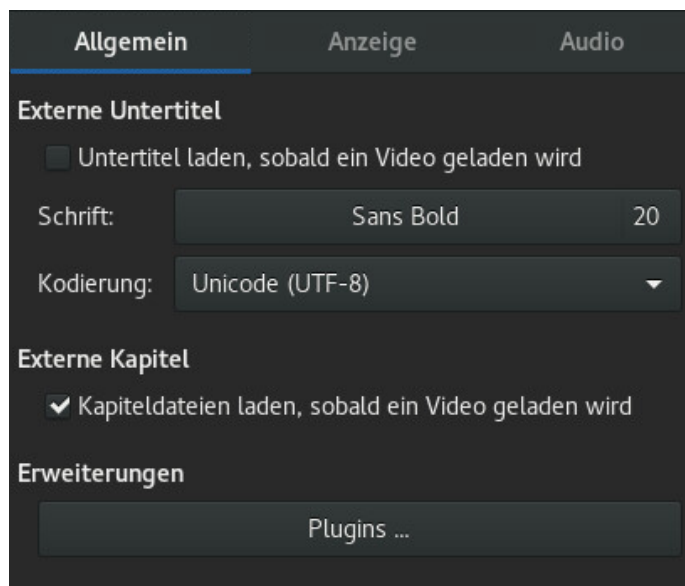 Allgemein Anzeige Audio
Externe Untertitel
Untertitel laden, sobald ein Video geladen wird
Schrift: Sans Bold 20
Kodierung: Unicode (UTF-8)
Externe Kapitel
Kapiteldateien laden, sobald ein Video geladen wird
Erweiterungen
Plugins ...